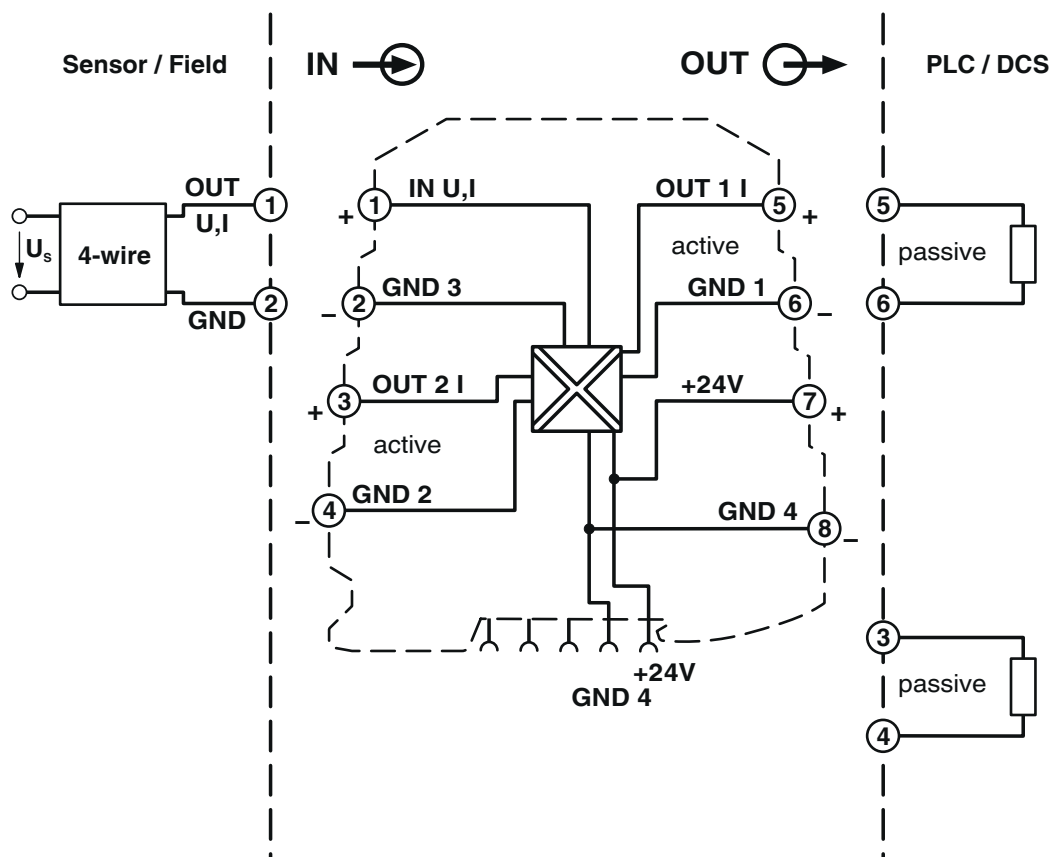 Sensor / Field
IN
OUT
PLC / DCS
OUT
U,I
GND
Us
4-wire
1
2
1
+
IN U,I
2
–
GND 3
3
+
OUT 2 I
active
4
–
GND 2
OUT 1 I
5
+
active
GND 1
6
–
+24V
7
+
GND 4
8
–
+24V
GND 4
5
passive
6
3
passive
4